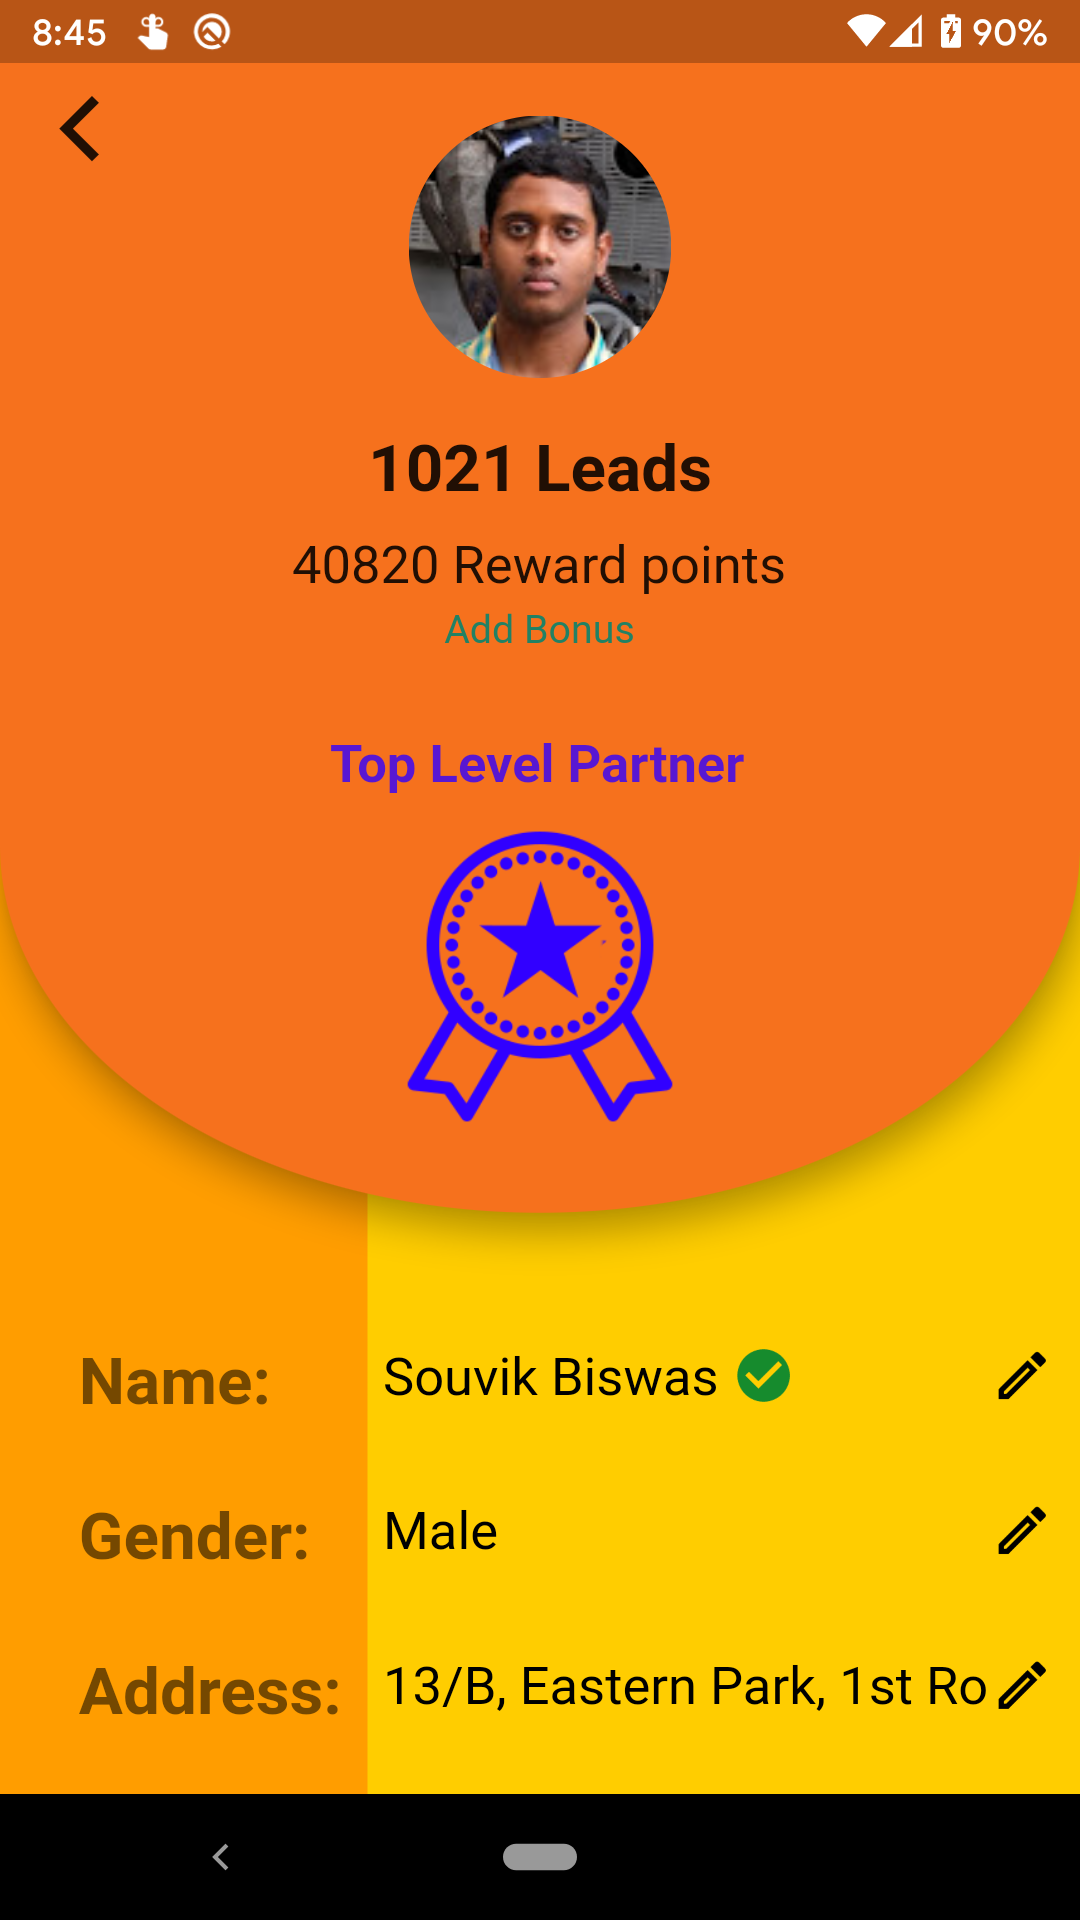 8:45
90%
1021 Leads
40820 Reward points
Add Bonus
Top Level Partner
Name: Souvik Biswas
Gender: Male
Address: 13/B, Eastern Park, 1st Ro